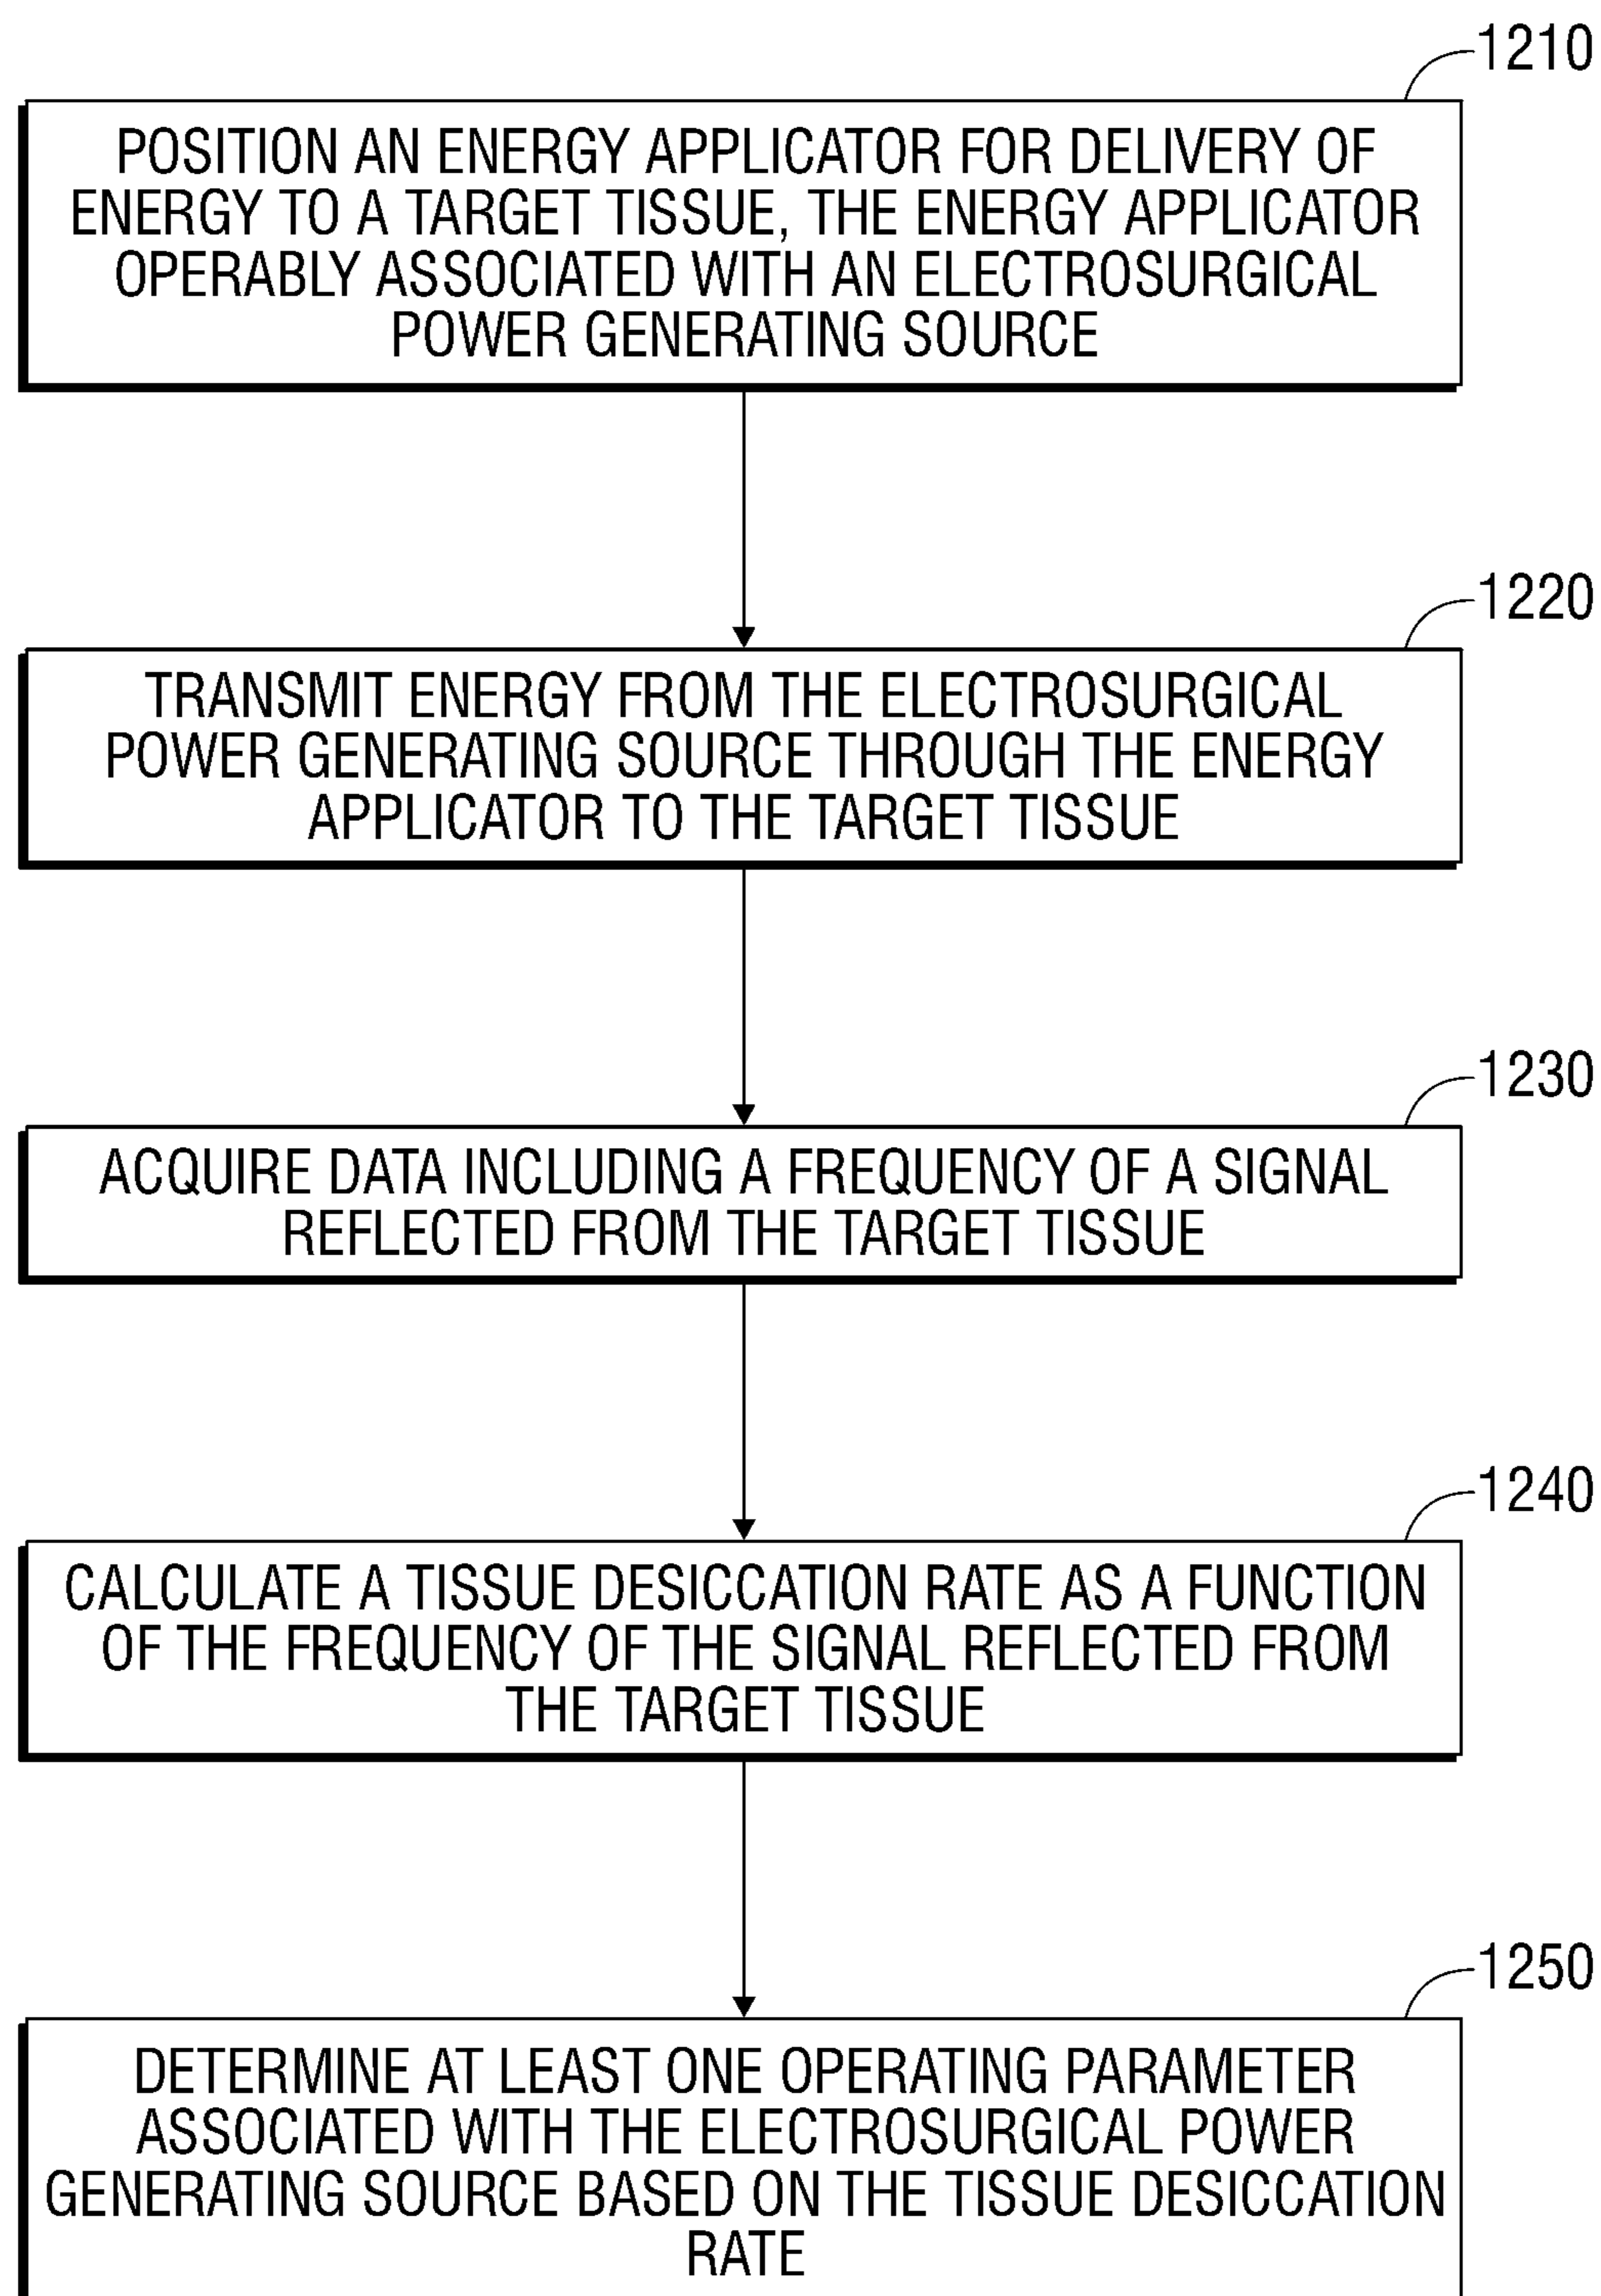 1210
POSITION AN ENERGY APPLICATOR FOR DELIVERY OF
ENERGY TO A TARGET TISSUE, THE ENERGY APPLICATOR
OPERABLY ASSOCIATED WITH AN ELECTROSURGICAL
POWER GENERATING SOURCE
1220
TRANSMIT ENERGY FROM THE ELECTROSURGICAL
POWER GENERATING SOURCE THROUGH THE ENERGY
APPLICATOR TO THE TARGET TISSUE
1230
ACQUIRE DATA INCLUDING A FREQUENCY OF A SIGNAL
REFLECTED FROM THE TARGET TISSUE
1240
CALCULATE A TISSUE DESICCATION RATE AS A FUNCTION
OF THE FREQUENCY OF THE SIGNAL REFLECTED FROM
THE TARGET TISSUE
1250
DETERMINE AT LEAST ONE OPERATING PARAMETER
ASSOCIATED WITH THE ELECTROSURGICAL POWER
GENERATING SOURCE BASED ON THE TISSUE DESICCATION
RATE